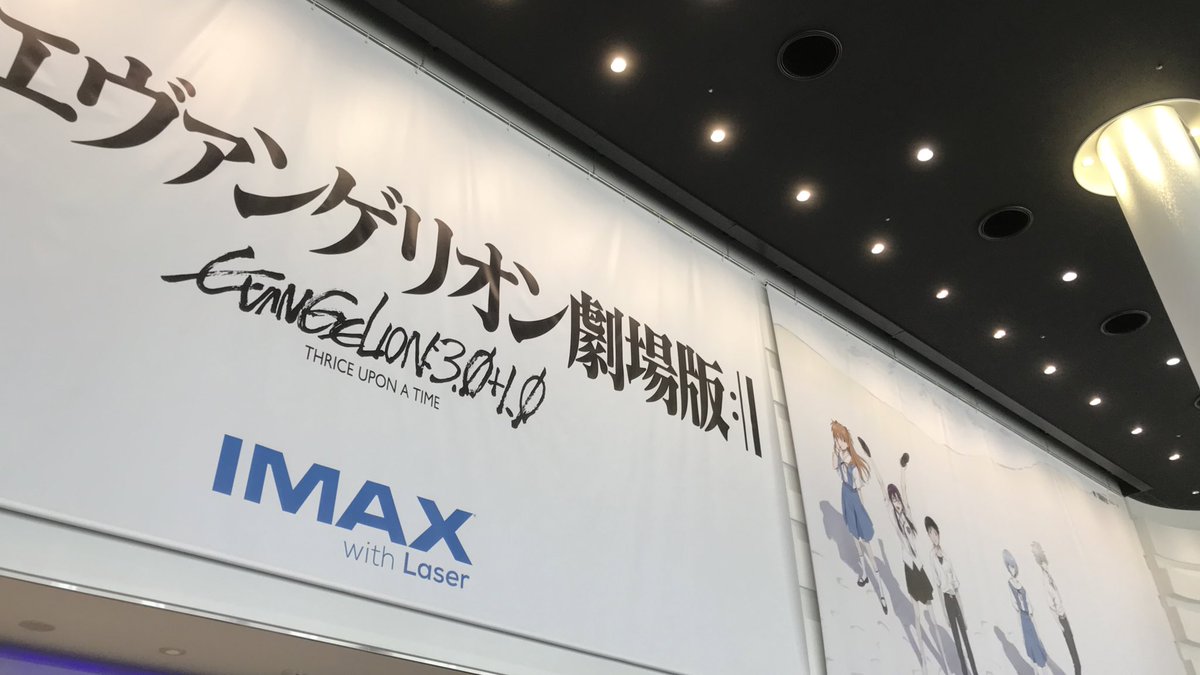 エヴァンゲリオン劇場版:||
EVANGELION:3.0+1.0
THRICE UPON A TIME
IMAX
with Laser